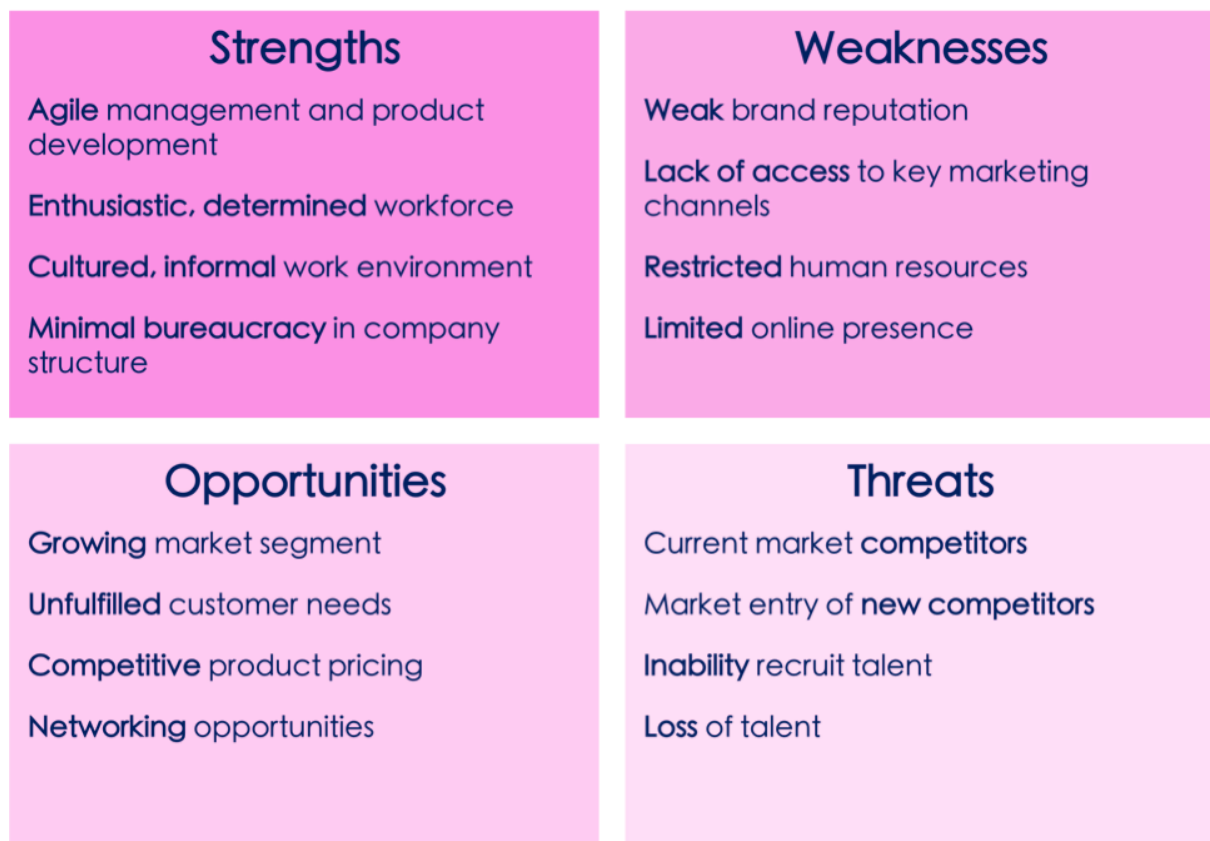 Strengths
Agile management and product
development
Enthusiastic, determined workforce
Cultured, informal work environment
Minimal bureaucracy in company
structure
Weaknesses
Weak brand reputation
Lack of access to key marketing
channels
Restricted human resources
Limited online presence
Opportunities
Growing market segment
Unfulfilled customer needs
Competitive product pricing
Networking opportunities
Threats
Current market competitors
Market entry of new competitors
Inability recruit talent
Loss of talent